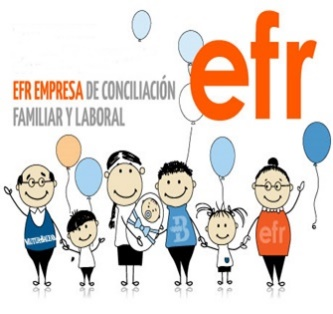 efr
EFR EMPRESA DE CONCILIACIÓN
FAMILIAR Y LABORAL
B
efr